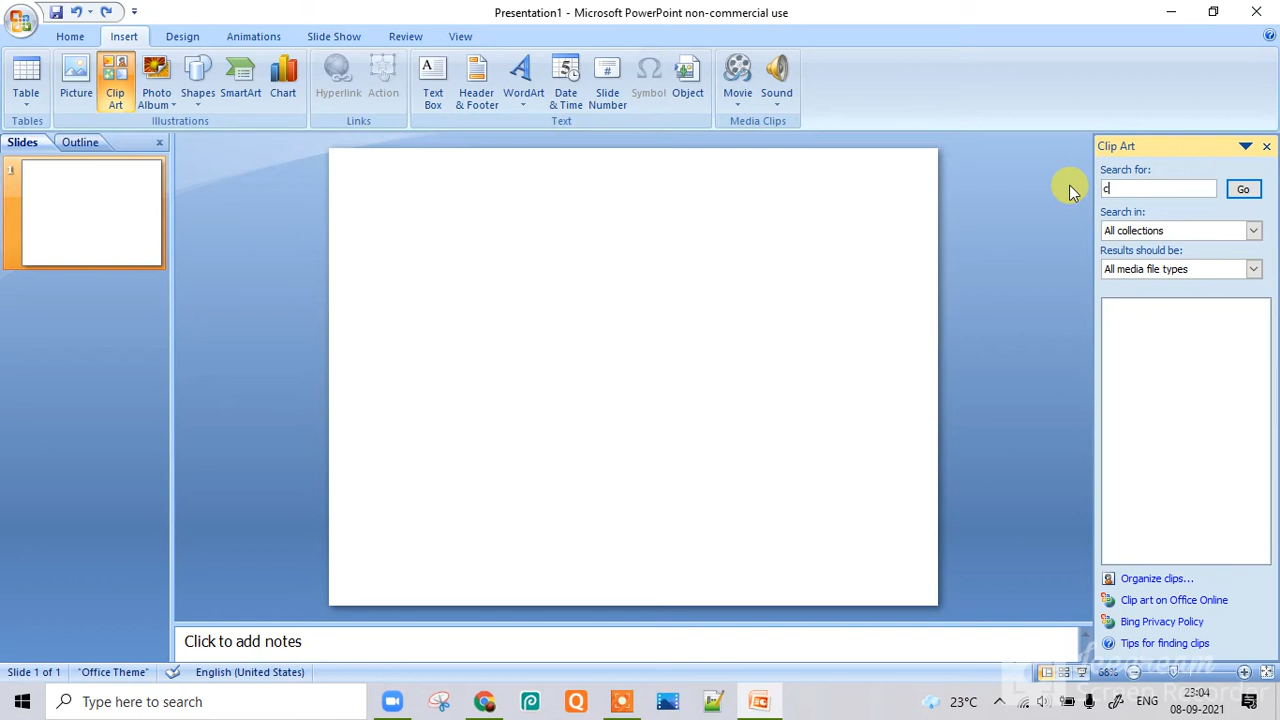 Presentation1 - Microsoft PowerPoint non-commercial use
Home Insert Design Animations Slide Show Review View
Table Picture Clip Art Photo Album Shapes SmartArt Chart Hyperlink Action Text Box Header & Footer WordArt Date & Time Slide Number Symbol Object Movie Sound
Tables Illustrations Links Text Media Clips
Slides Outline
Clip Art
1
Search for:
c
Go
Search in:
All collections
Results should be:
All media file types
Organize clips...
Clip art on Office Online
Bing Privacy Policy
Tips for finding clips
Click to add notes
Slide 1 of 1 "Office Theme" English (United States) 68%
Type here to search
23°C ENG 23:04
08-09-2021